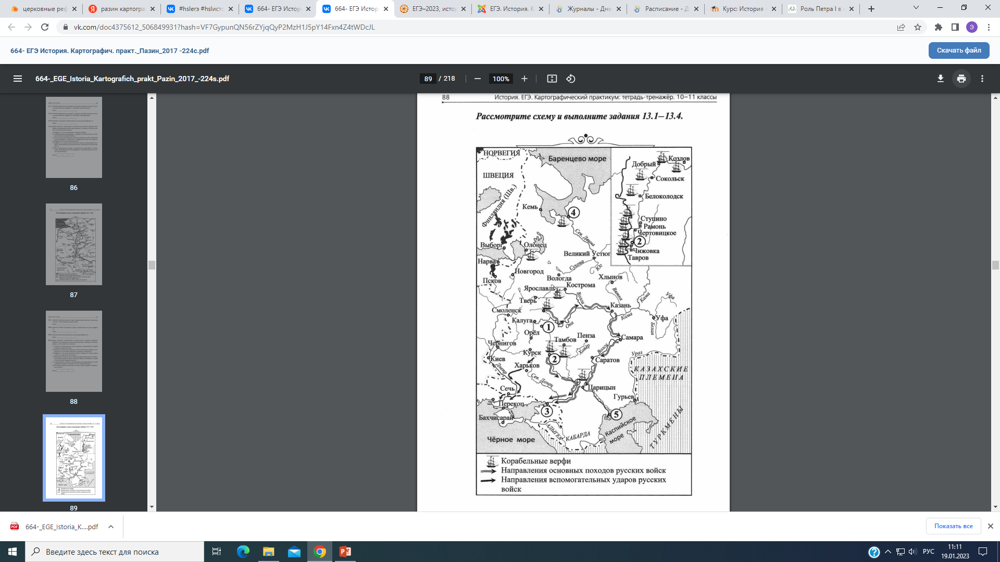 церковные реф
разин картогра
#hslегэ #hslист
664- ЕГЭ Истор
664- ЕГЭ Истор
ЕГЭ–2023, истор
ЕГЭ. История. К
Журналы - Дне
Расписание - Д
Курс: История -
Роль Петра I в и
vk.com/doc4375612_506849931?hash=VF7GypunQN56rZYjqQyP2MzH1J5pY14Fxn4Z4tWDcJL
Э
664- ЕГЭ История. Картографич. практ._Пазин_2017 -224с.pdf
Скачать файл
664-_EGE_Istoria_Kartografich_prakt_Pazin_2017_-224s.pdf
89 / 218
100%
86
87
88
89
88 История. ЕГЭ. Картографический практикум: тетрадь-тренажёр. 10–11 классы
Рассмотрите схему и выполните задания 13.1–13.4.
НОРВЕГИЯ
Баренцево море
ШВЕЦИЯ
Финляндия (Шв.)
Козлов
Добрый
Сокольск
Белоколодск
Ступино
Рамонь
Чертовицкое
2
Чижовка
Тавров
Кемь
4
Сев. Двина
Выборг
Олонец
Великий Устюг
Нарва
Сухона
Юг
Новгород
Псков
Вологда
Хлынов
Ярославль
Кострома
Вятка
Кама
Уфа
Тверь
Волга
Казань
Смоленск
Кама
Уфа
Калуга
1
Ока
Белая
Орёл
Тамбов
Пенза
Самара
Чернигов
Хопёр
Волга
Курск
2
Урал
Киев
Саратов
Днепр
Харьков
КАЗАХСКИЕ
ПЛЕМЕНА
Сев. Донец
Сечь
Царицын
Гурьев
Перекоп
3
5
Бахчисарай
АДЫГЕЯ
КАБАРДА
Каспийское
море
ТУРКМЕНЫ
Чёрное море
Корабельные верфи
Направления основных походов русских войск
Направления вспомогательных ударов русских
войск
664-_EGE_Istoria_K....pdf
Показать все
Введите здесь текст для поиска
РУС
11:11
19.01.2023